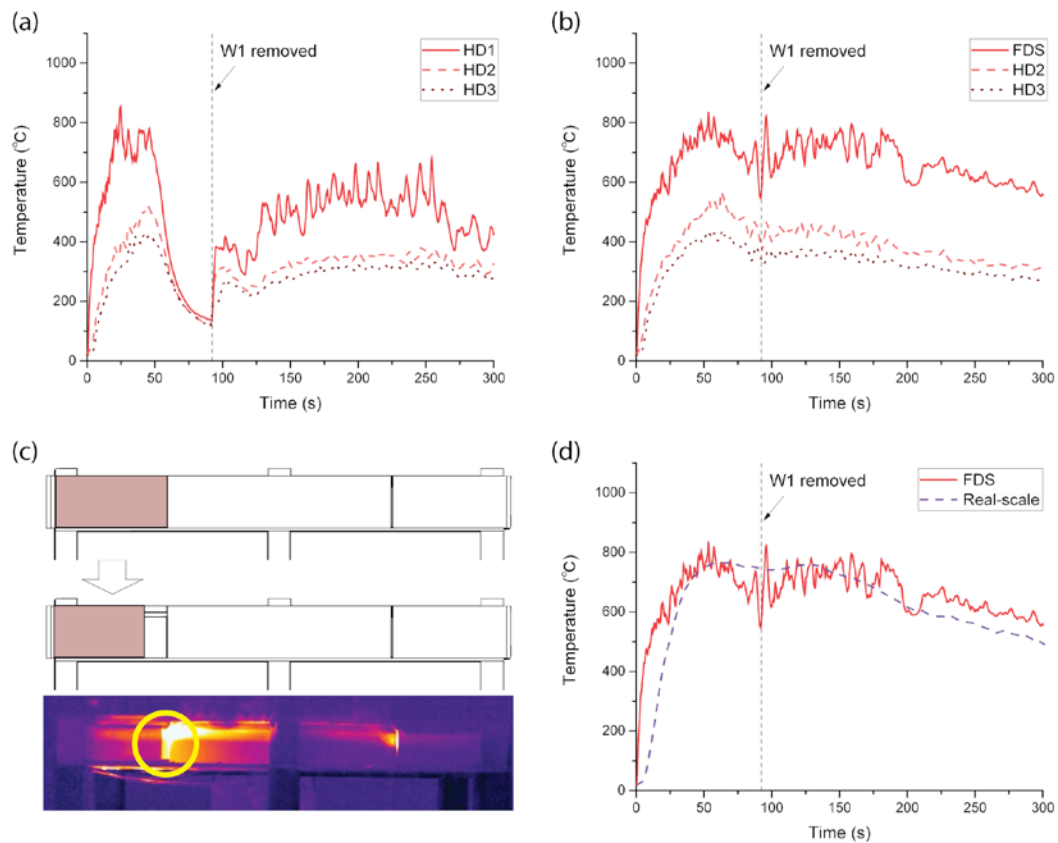 (a)
W1 removed
HD1
HD2
HD3
1000
800
600
400
200
0
Temperature (°C)
0 50 100 150 200 250 300
Time (s)
(b)
W1 removed
FDS
HD2
HD3
1000
800
600
400
200
0
Temperature (°C)
0 50 100 150 200 250 300
Time (s)
(c)
(d)
W1 removed
FDS
Real-scale
1000
800
600
400
200
0
Temperature (°C)
0 50 100 150 200 250 300
Time (s)